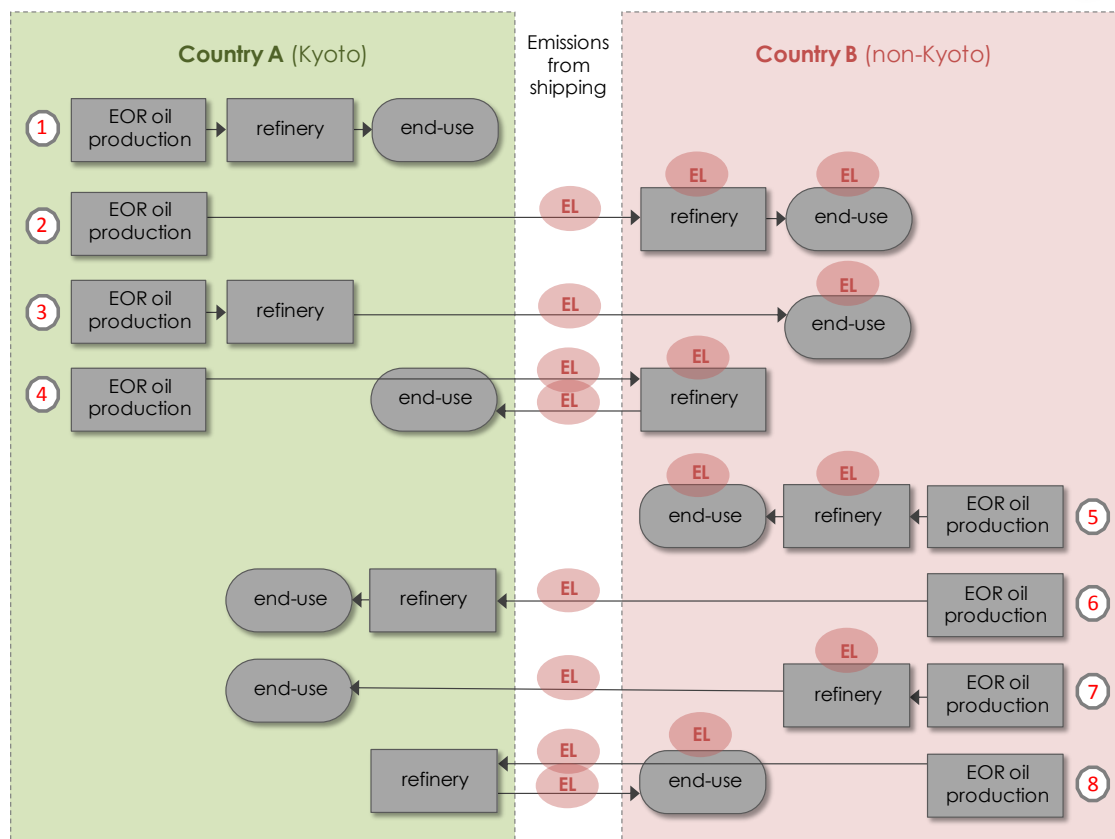 Country A (Kyoto)
Emissions
from
shipping
Country B (non-Kyoto)
1
EOR oil
production
refinery
end-use
2
EOR oil
production
EL
EL
refinery
EL
end-use
3
EOR oil
production
refinery
EL
EL
end-use
4
EOR oil
production
end-use
EL
EL
EL
refinery
EL
end-use
EL
refinery
EOR oil
production
5
end-use
refinery
EL
EOR oil
production
6
end-use
EL
EL
refinery
EOR oil
production
7
refinery
EL
EL
EL
end-use
EOR oil
production
8